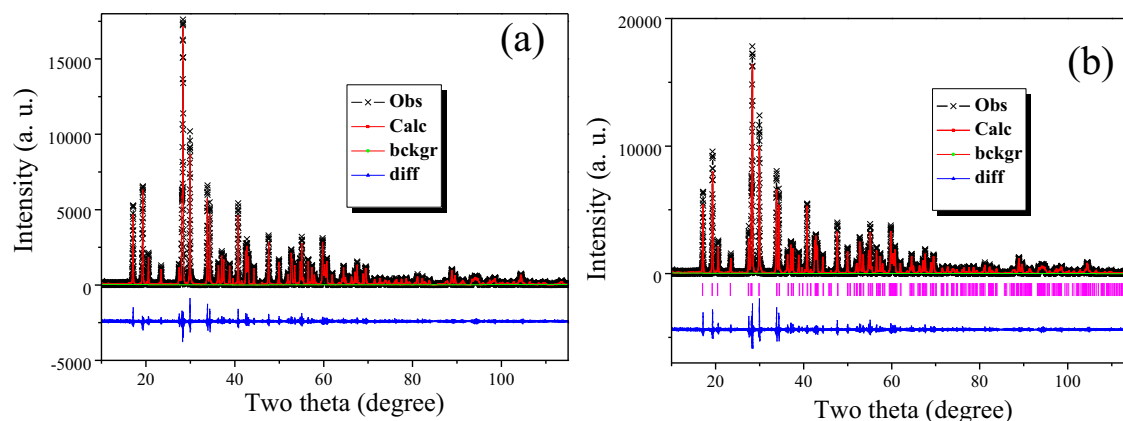 (a)
Intensity (a. u.)
15000
10000
5000
0
-5000
Obs
Calc
bckgr
diff
20 40 60 80 100
Two theta (degree)
(b)
Intensity (a. u.)
20000
10000
0
Obs
Calc
bckgr
diff
20 40 60 80 100
Two theta (degree)